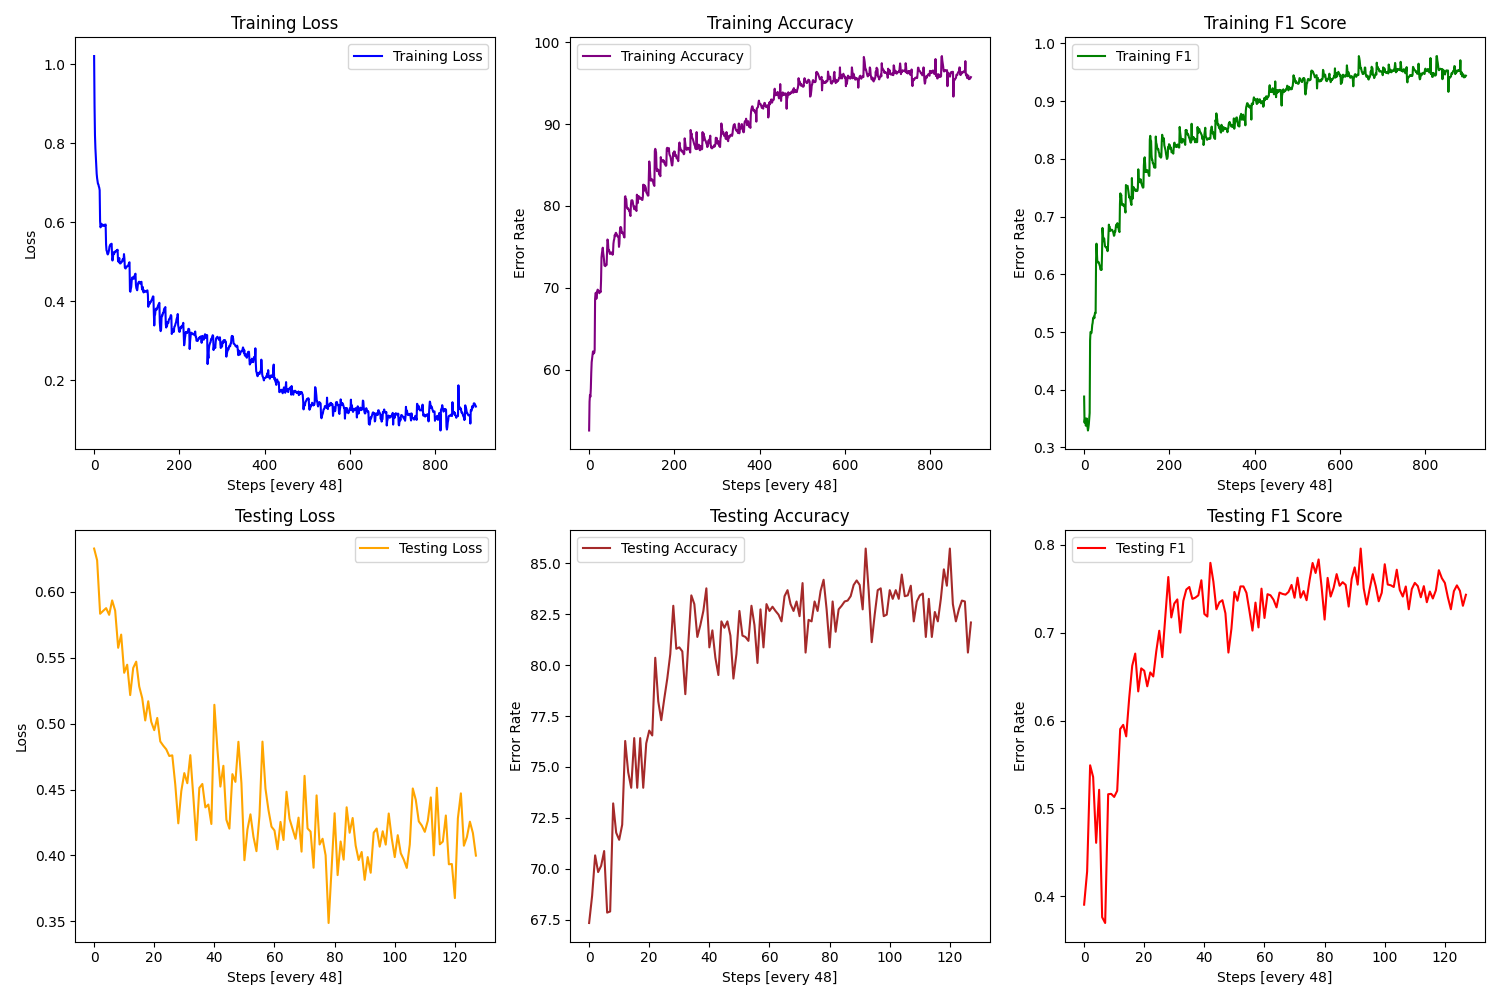 Training Loss
Training Loss
1.0
0.8
0.6
0.4
0.2
Loss
0 200 400 600 800
Steps [every 48]
Training Accuracy
Training Accuracy
100
90
80
70
60
Error Rate
0 200 400 600 800
Steps [every 48]
Training F1 Score
Training F1
1.0
0.9
0.8
0.7
0.6
0.5
0.4
0.3
Error Rate
0 200 400 600 800
Steps [every 48]
Testing Loss
Testing Loss
0.60
0.55
0.50
0.45
0.40
0.35
Loss
0 20 40 60 80 100 120
Steps [every 48]
Testing Accuracy
Testing Accuracy
85.0
82.5
80.0
77.5
75.0
72.5
70.0
67.5
Error Rate
0 20 40 60 80 100 120
Steps [every 48]
Testing F1 Score
Testing F1
0.8
0.7
0.6
0.5
0.4
Error Rate
0 20 40 60 80 100 120
Steps [every 48]